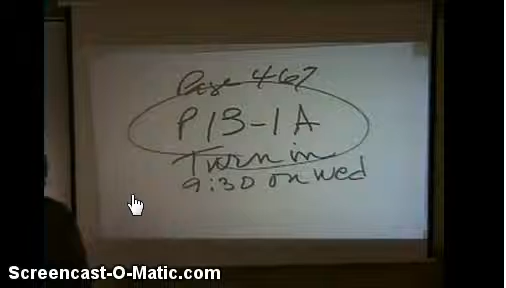 Page 467
P13-1A
Turn in
9:30 on wed
Screencast-O-Matic.com